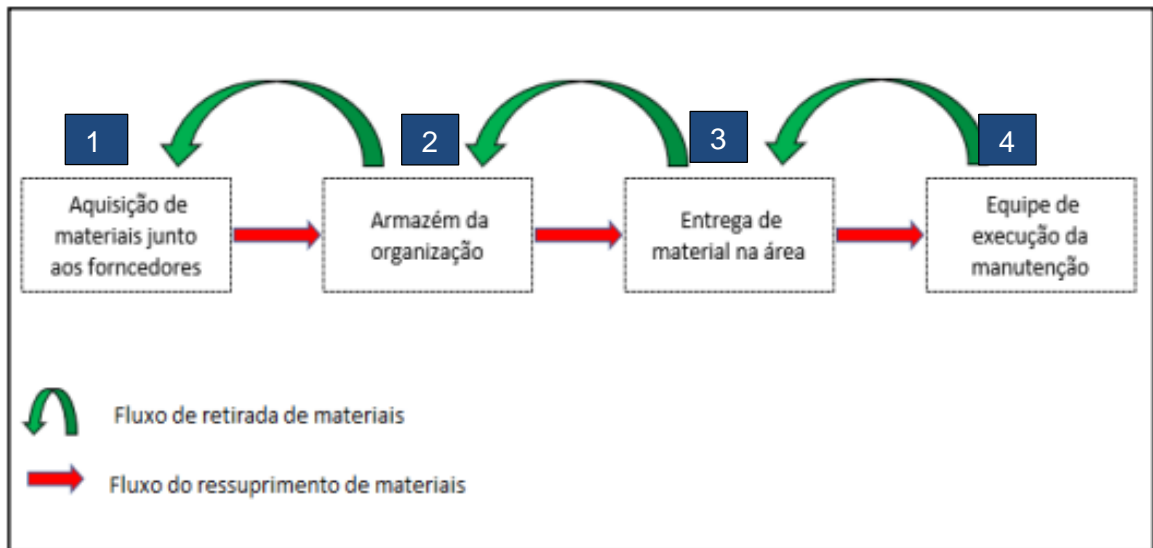 1
2
3
4
Aquisição de
materiais junto
aos forncedores
Armazém da
organização
Entrega de
material na área
Equipe de
execução da
manutenção
Fluxo de retirada de materiais
Fluxo do ressuprimento de materiais